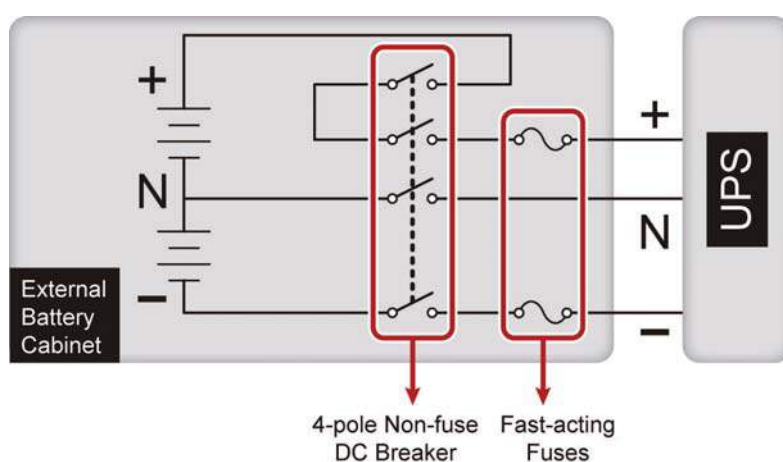 +
N
−
External
Battery
Cabinet
+
N
−
UPS
4-pole Non-fuse
DC Breaker
Fast-acting
Fuses